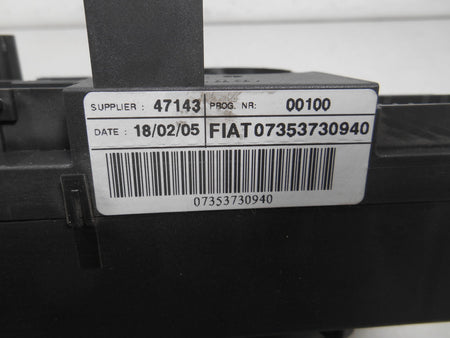 SUPPLIER : 47143 PROG. NR: 00100
DATE : 18/02/05 FIAT 07353730940
07353730940